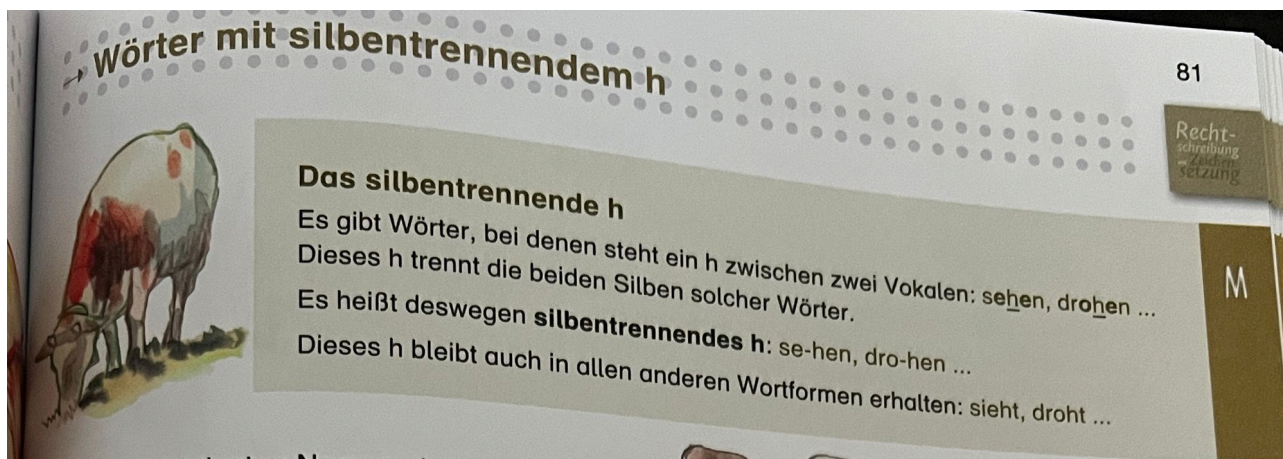 → Wörter mit silbentrennendem h
81
Recht-
schreibung
– Zeichen-
setzung
Das silbentrennende h
Es gibt Wörter, bei denen steht ein h zwischen zwei Vokalen: sehen, drohen ...
Dieses h trennt die beiden Silben solcher Wörter.
Es heißt deswegen silbentrennendes h: se-hen, dro-hen ...
Dieses h bleibt auch in allen anderen Wortformen erhalten: sieht, droht ...
M